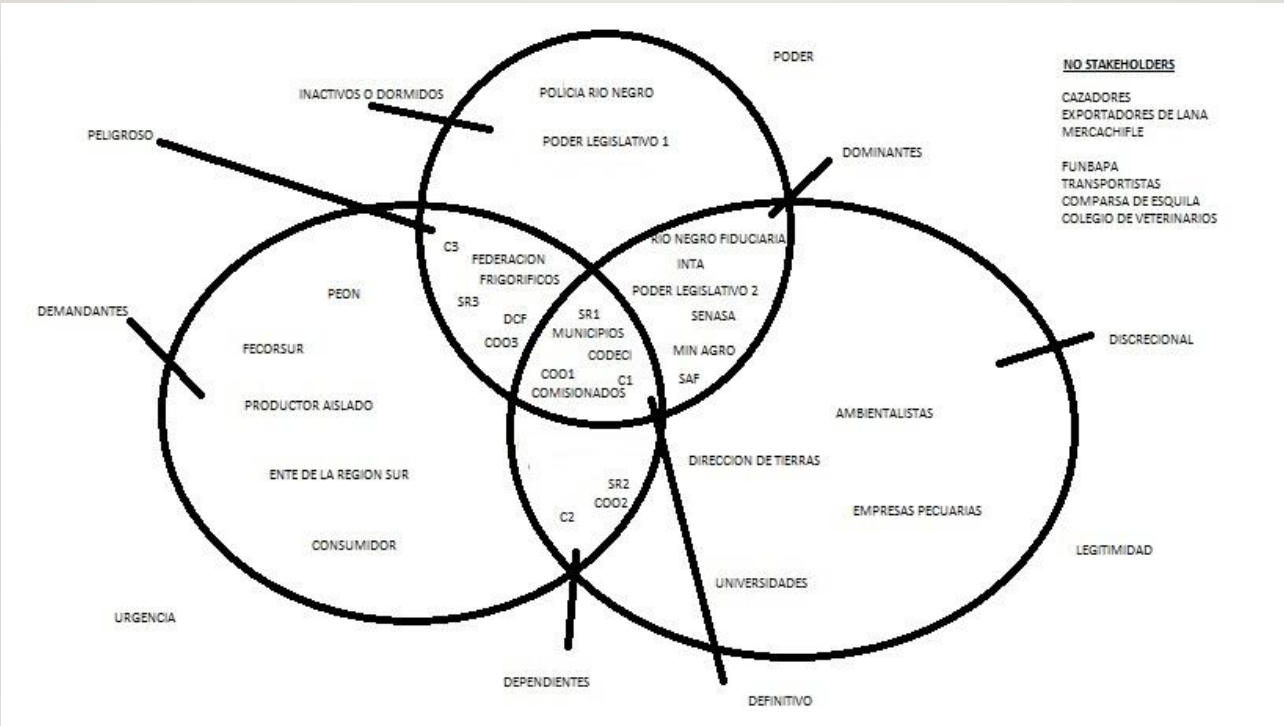 PODER
NO STAKEHOLDERS
CAZADORES
EXPORTADORES DE LANA
MERCACHIFLE
FUNBAPA
TRANSPORTISTAS
COMPARSA DE ESQUILA
COLEGIO DE VETERINARIOS
INACTIVOS O DORMIDOS
POLICIA RIO NEGRO
PODER LEGISLATIVO 1
PELIGROSO
DOMINANTES
C3
FEDERACION
FRIGORIFICOS
SR3
DCF
COO3
RIO NEGRO FIDUCIARIA
INTA
PODER LEGISLATIVO 2
SENASA
MIN AGRO
SAF
SR1
MUNICIPIOS
CODECI
COO1
C1
COMISIONADOS
DEMANDANTES
PEON
FECORSUR
PRODUCTOR AISLADO
ENTE DE LA REGION SUR
CONSUMIDOR
DISCRECIONAL
AMBIENTALISTAS
DIRECCION DE TIERRAS
EMPRESAS PECUARIAS
UNIVERSIDADES
SR2
COO2
C2
LEGITIMIDAD
URGENCIA
DEPENDIENTES
DEFINITIVO